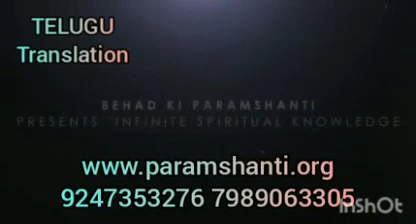 TELUGU
Translation
BEHAD KI PARAMSHANTI
PRESENTS "INFINITE SPIRITUAL KNOWLEDGE
www.paramshanti.org
9247353276 7989063305
InShOt